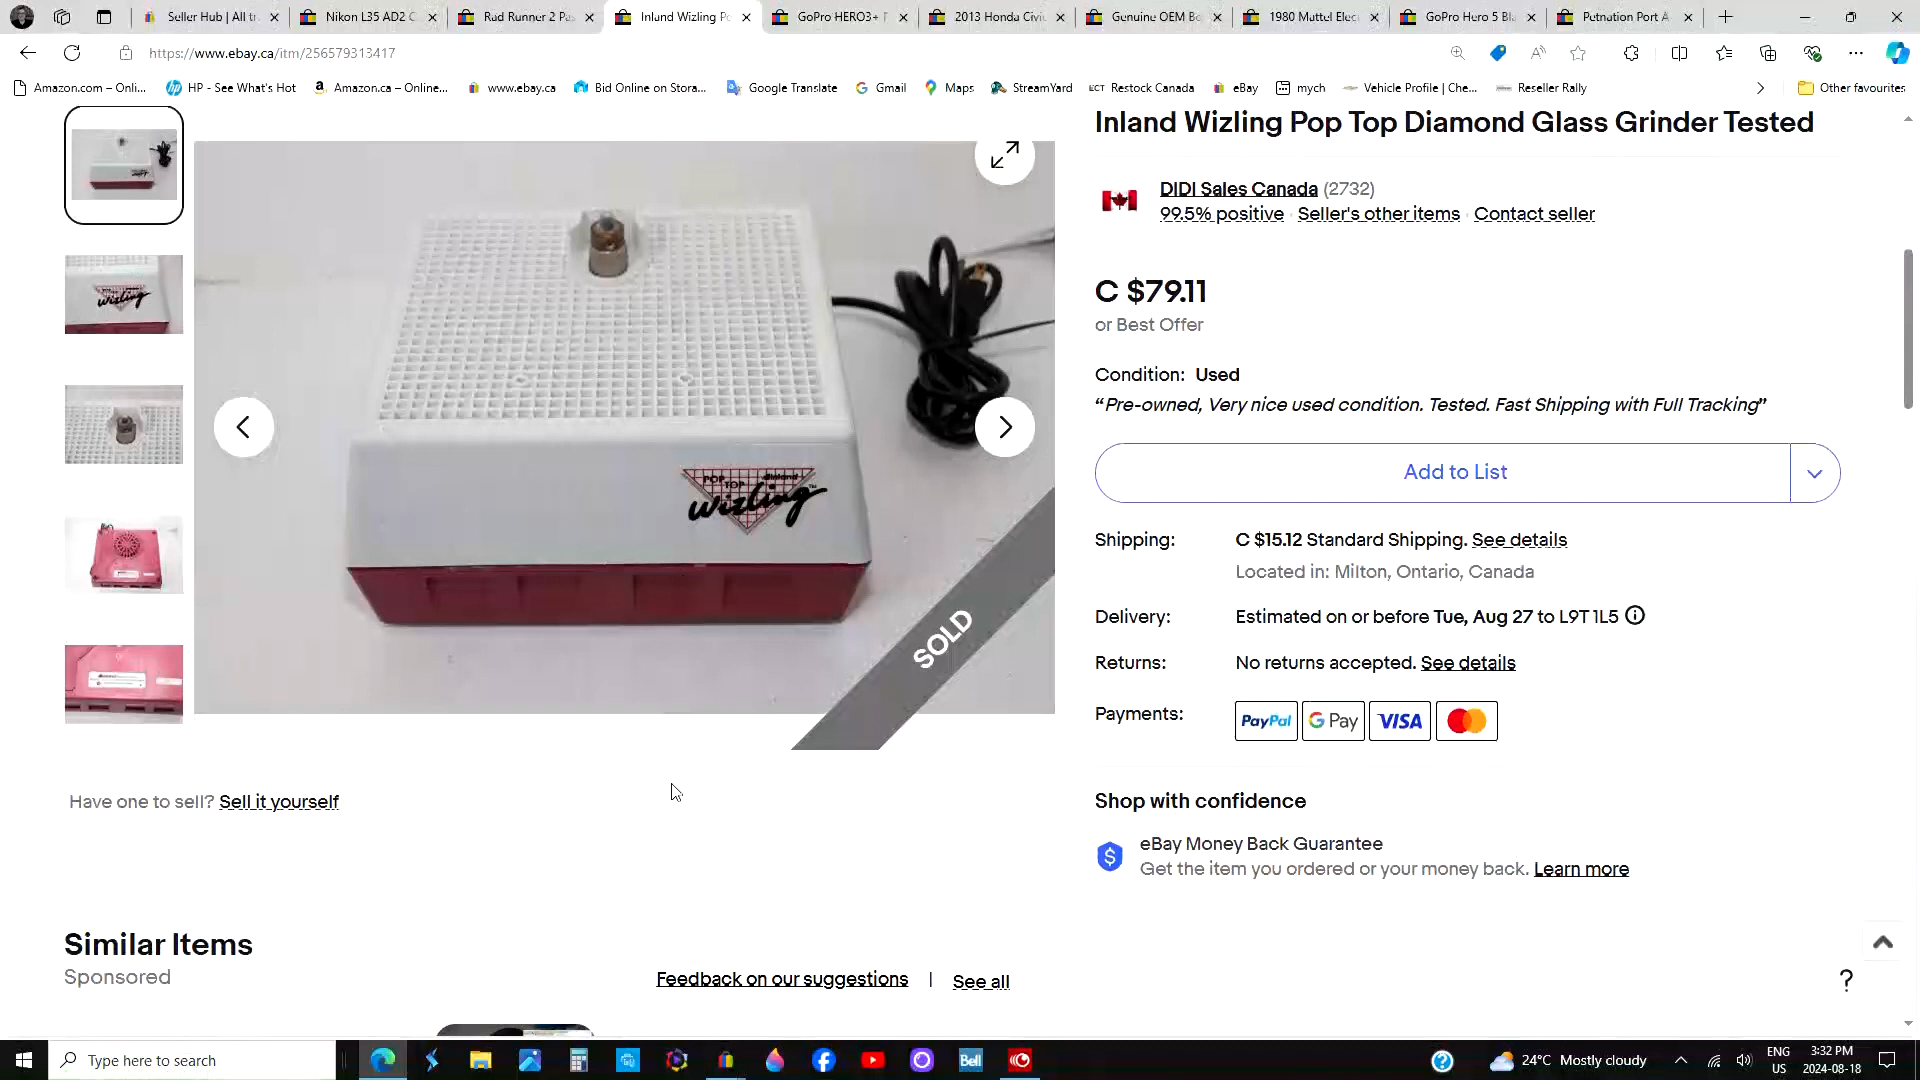 Seller Hub | All tr
Nikon L35 AD2 C
Rad Runner 2 Pa
Inland Wizling P
GoPro HERO3+
2013 Honda Civi
Genuine OEM Bo
1980 Mattel Elec
GoPro Hero 5 Bl
Petnation Port A
https://www.ebay.ca/itm/256579313417
Amazon.com – Onli...
HP - See What's Hot
Amazon.ca – Online...
www.ebay.ca
Bid Online on Stora...
Google Translate
Gmail
Maps
StreamYard
ECT Restock Canada
eBay
mych
Vehicle Profile | Che...
Reseller Rally
Other favourites
Inland Wizling Pop Top Diamond Glass Grinder Tested
DIDI Sales Canada (2732)
99.5% positive · Seller's other items · Contact seller
C $79.11
or Best Offer
Condition: Used
“Pre-owned, Very nice used condition. Tested. Fast Shipping with Full Tracking”
Add to List
Shipping: C $15.12 Standard Shipping. See details
Located in: Milton, Ontario, Canada
Delivery: Estimated on or before Tue, Aug 27 to L9T 1L5
Returns: No returns accepted. See details
Payments: PayPal G Pay VISA
POP TOP inland
Wizling™
SOLD
Have one to sell? Sell it yourself
Shop with confidence
eBay Money Back Guarantee
Get the item you ordered or your money back. Learn more
Similar Items
Sponsored
Feedback on our suggestions | See all
?
Type here to search
Bell
24°C Mostly cloudy
ENG
US
3:32 PM
2024-08-18